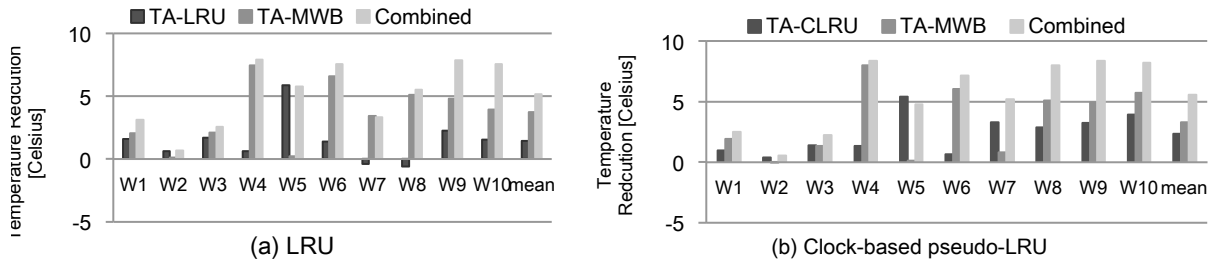 TA-LRU TA-MWB Combined
Temperature Redcution
[Celsius]
10
5
0
-5
W1 W2 W3 W4 W5 W6 W7 W8 W9 W10 mean
(a) LRU
TA-CLRU TA-MWB Combined
Temperature
Redcution [Celsius]
10
5
0
-5
W1 W2 W3 W4 W5 W6 W7 W8 W9 W10 mean
(b) Clock-based pseudo-LRU